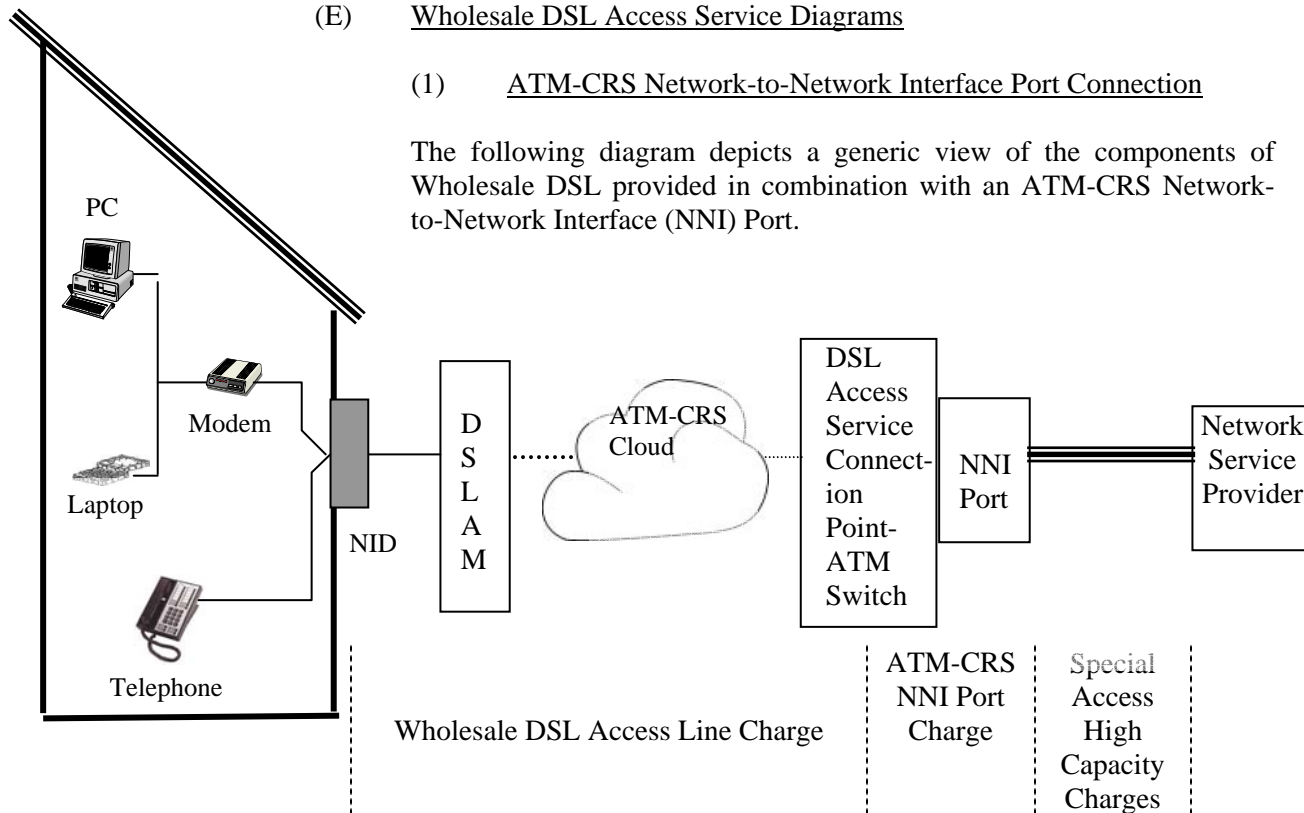 (E) Wholesale DSL Access Service Diagrams
(1) ATM-CRS Network-to-Network Interface Port Connection
The following diagram depicts a generic view of the components of
Wholesale DSL provided in combination with an ATM-CRS Network-
to-Network Interface (NNI) Port.
PC
Modem
Laptop
Telephone
NID
D
S
L
A
M
ATM-CRS
Cloud
DSL
Access
Service
Connect-
ion
Point-
ATM
Switch
NNI
Port
Network
Service
Provider
Wholesale DSL Access Line Charge
ATM-CRS
NNI Port
Charge
Special
Access
High
Capacity
Charges